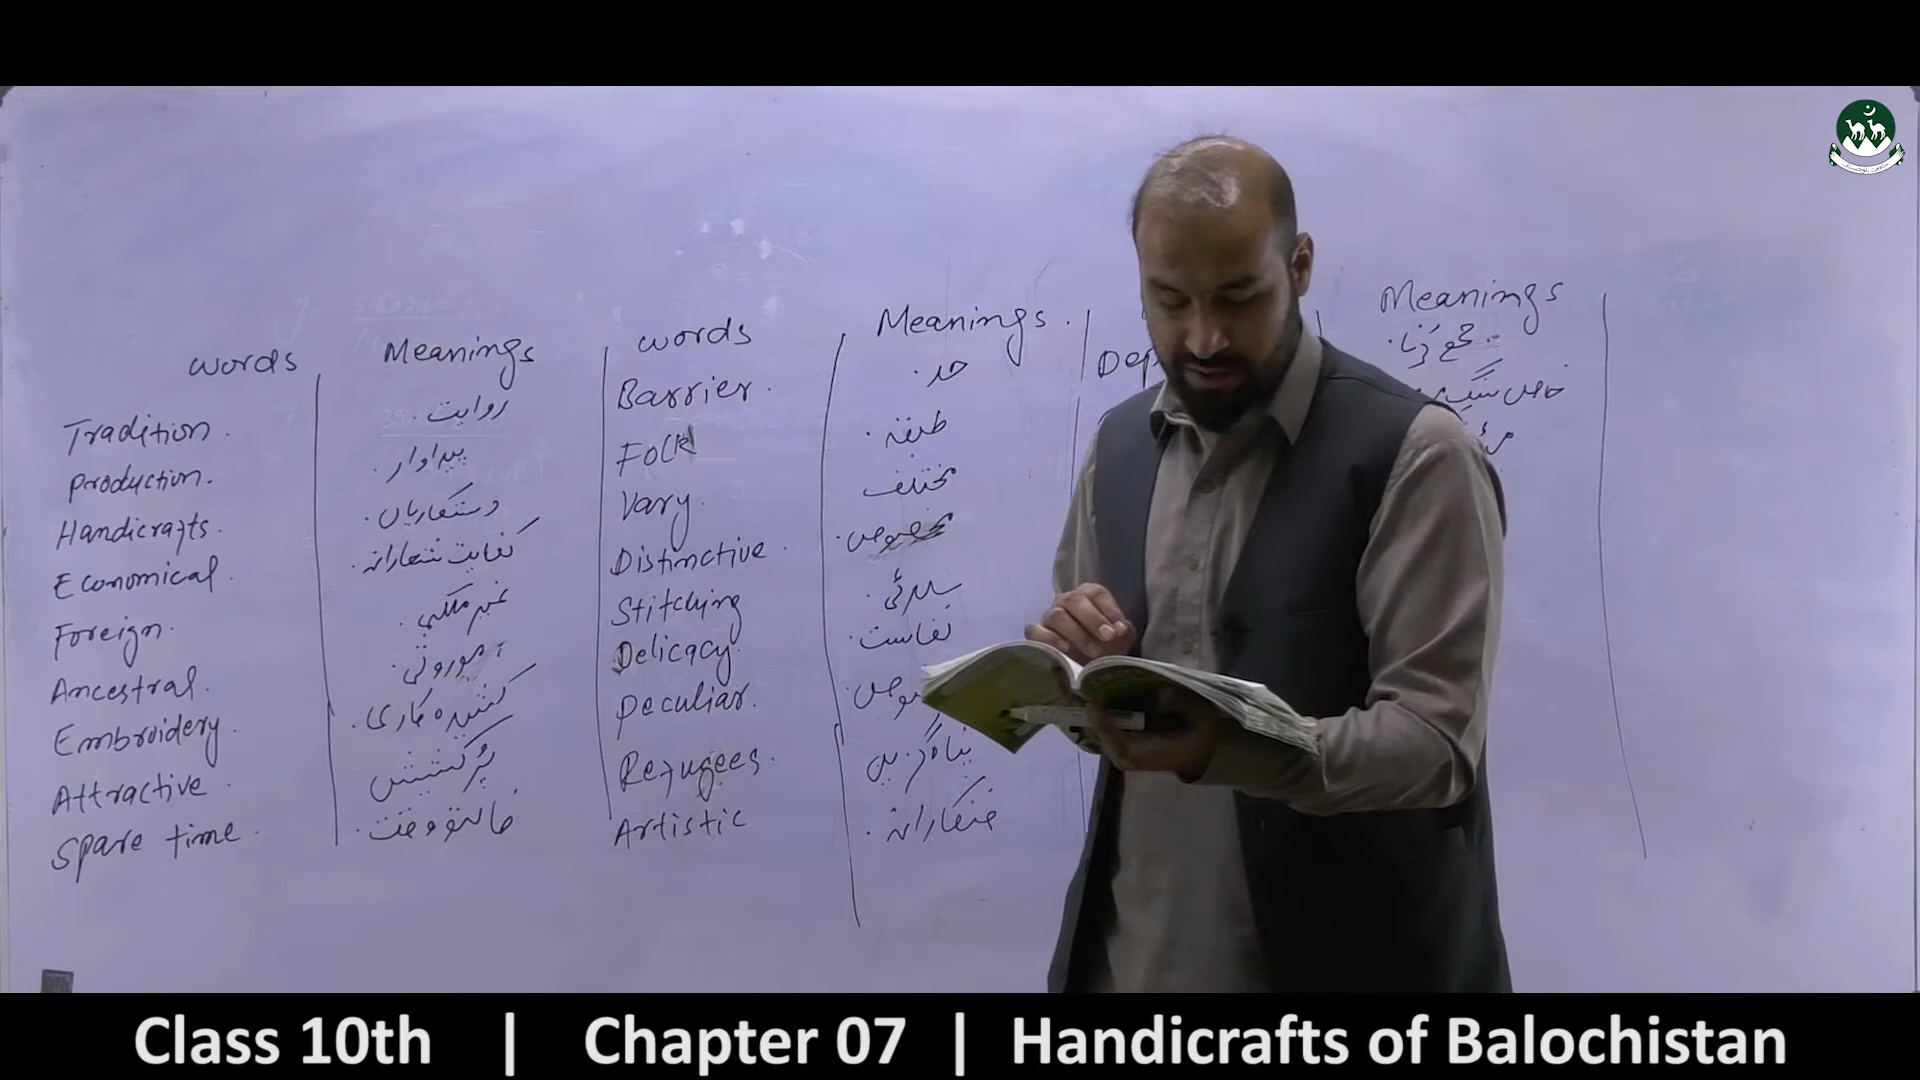 words | Meanings | words | Meanings . | Meanings
Tradition . | روایت . | Barrier . | حد . | Dep | جمع کرنا .
Production . | پیداوار . | Folk | طبقہ .
Handicrafts . | دستکاریاں . | Vary . | مختلف
Economical . | کفایت شعارانہ . | Distinctive . | مخصوص .
Foreign . | غیر ملکی . | Stitching | سلائی .
Ancestral . | موروثی . | Delicacy . | نفاست .
Embroidery . | کشیدہ کاری . | Peculiar .
Attractive . | پُرکشش | Refugees . | پناہ گزین .
Spare time . | فالتو وقت . | Artistic | فنکارانہ .
Class 10th | Chapter 07 | Handicrafts of Balochistan